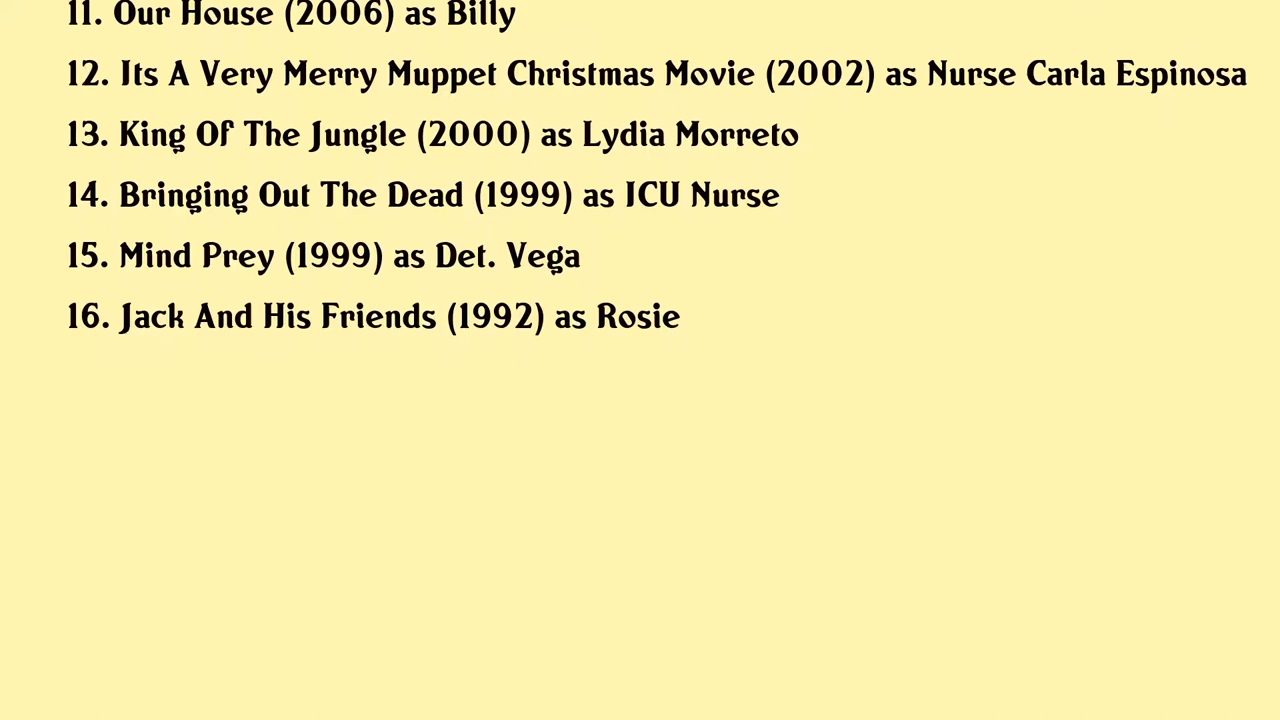 11. Our House (2006) as Billy
12. Its A Very Merry Muppet Christmas Movie (2002) as Nurse Carla Espinosa
13. King Of The Jungle (2000) as Lydia Morreto
14. Bringing Out The Dead (1999) as ICU Nurse
15. Mind Prey (1999) as Det. Vega
16. Jack And His Friends (1992) as Rosie